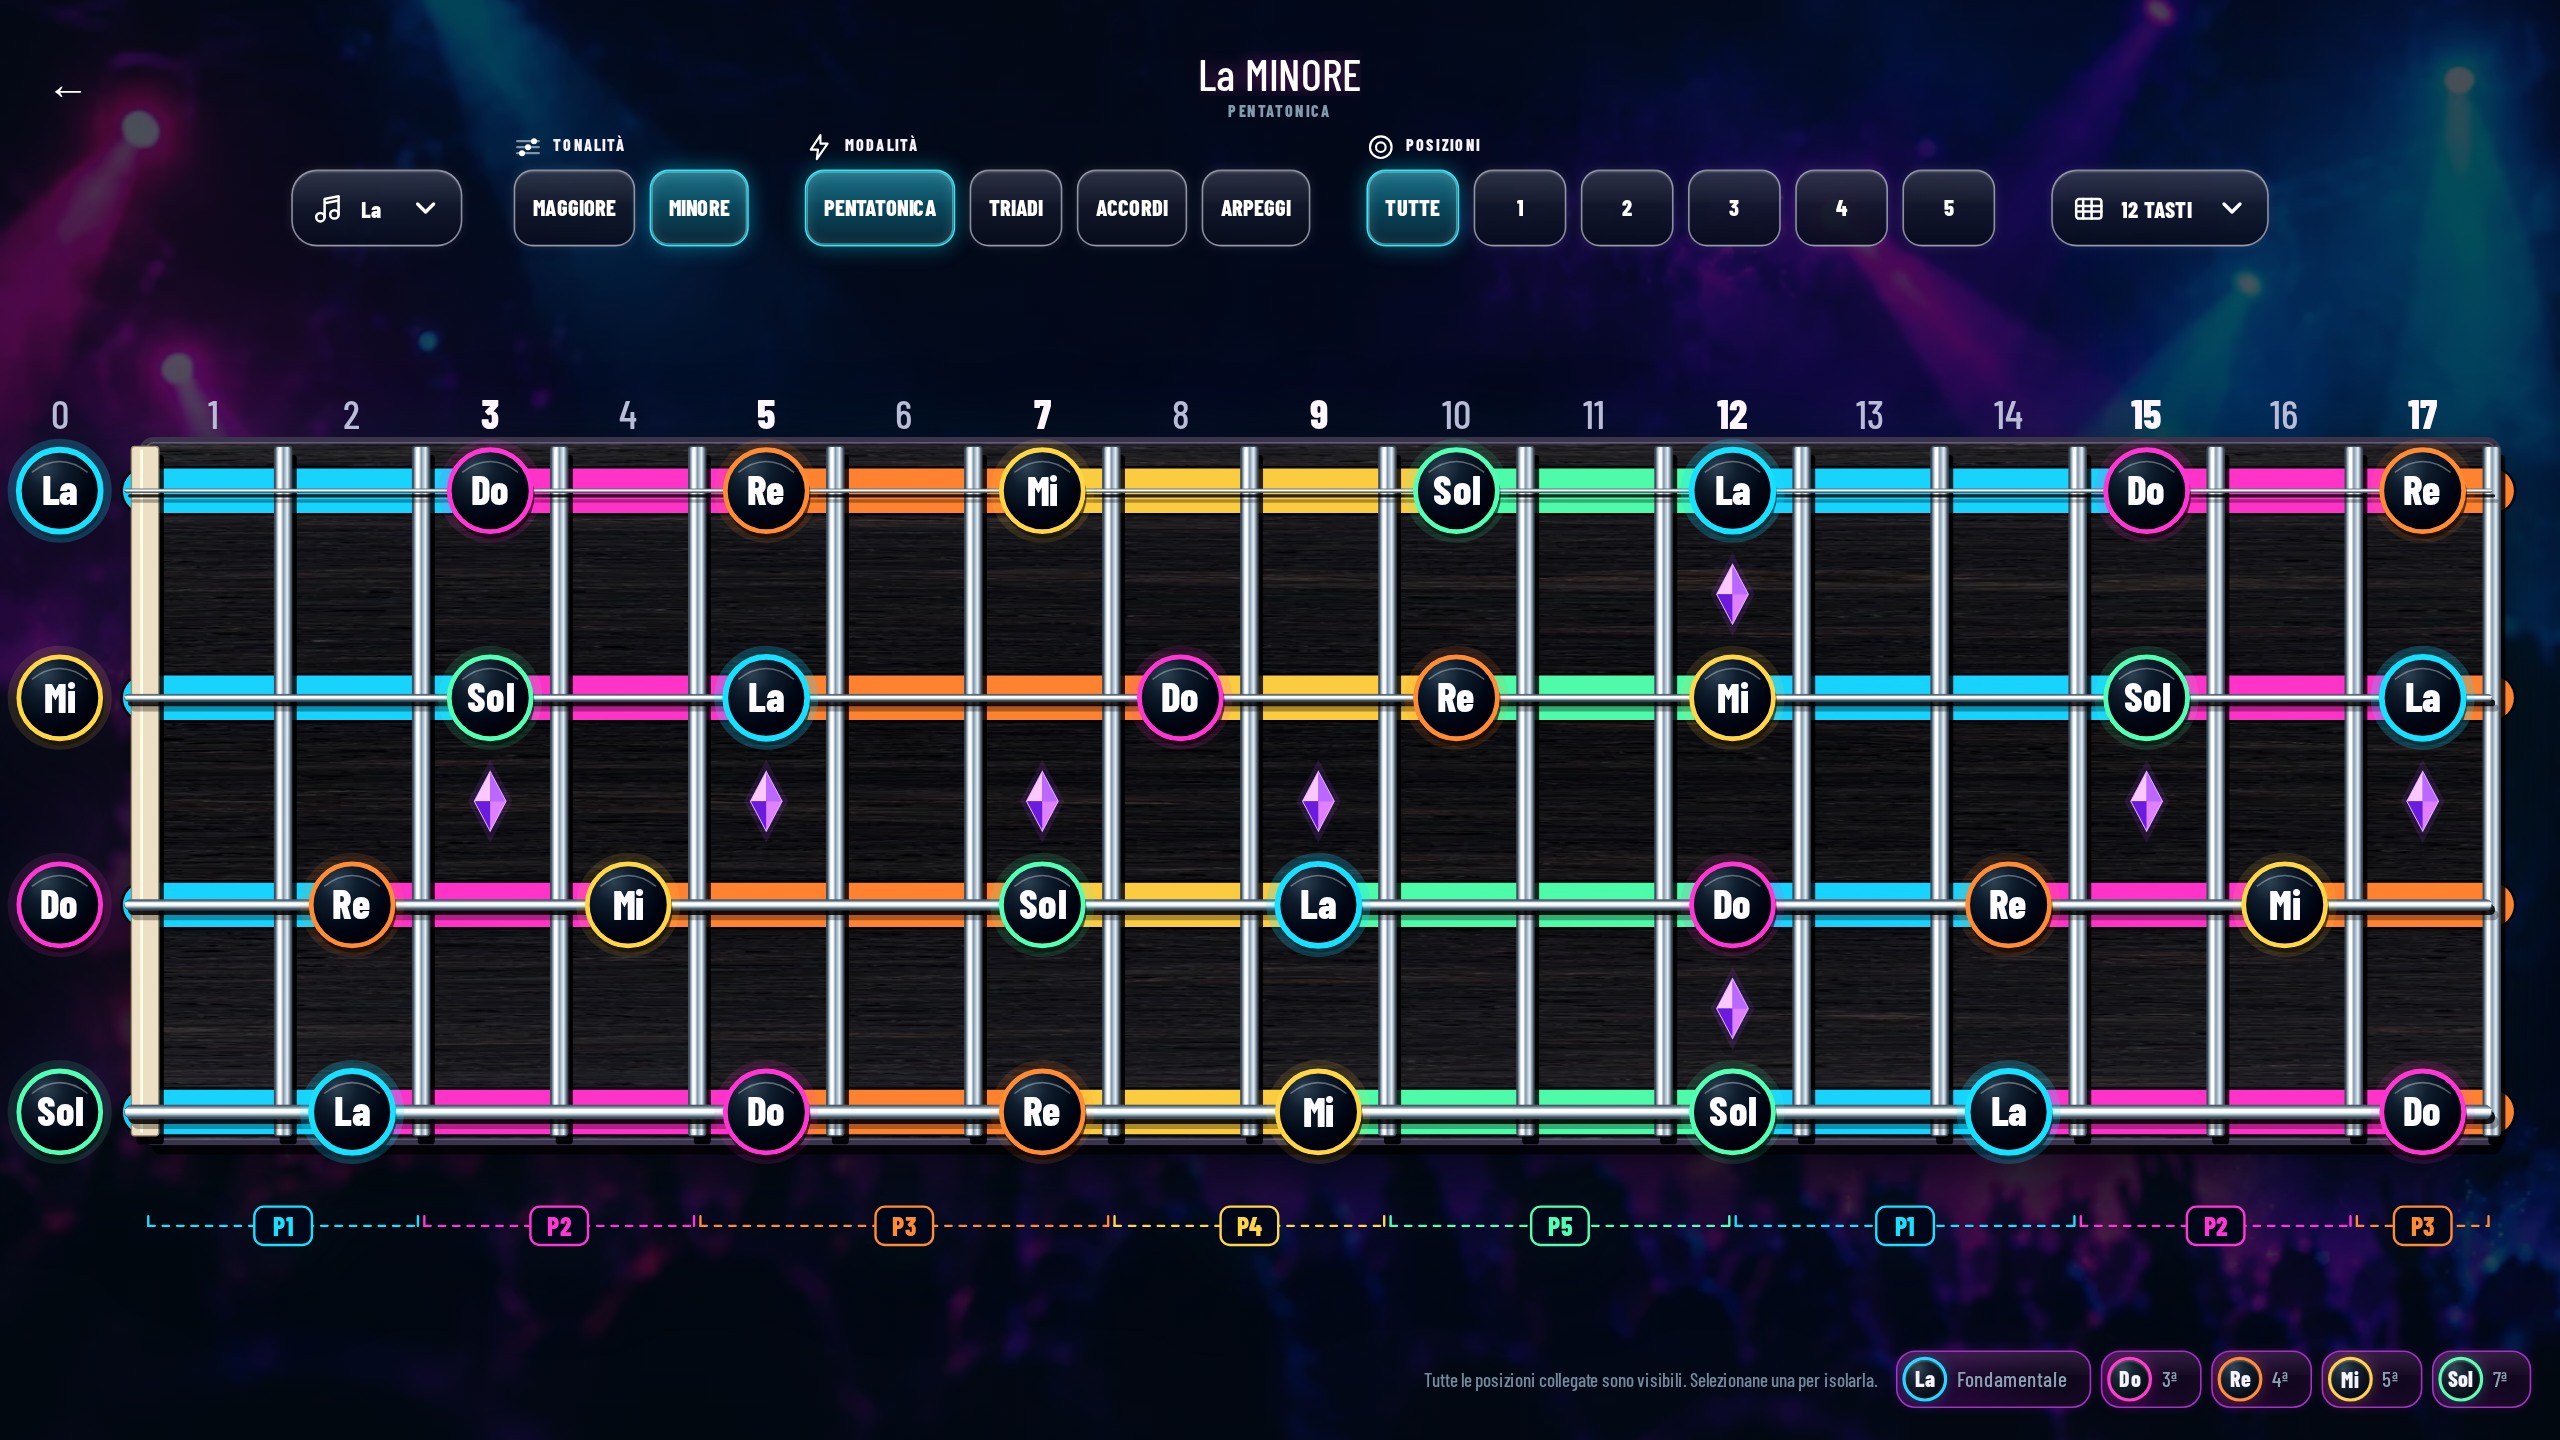 ←
La MINORE
PENTATONICA
TONALITÀ MODALITÀ POSIZIONI
La MAGGIORE MINORE PENTATONICA TRIADI ACCORDI ARPEGGI TUTTE 1 2 3 4 5 12 TASTI
0 1 2 3 4 5 6 7 8 9 10 11 12 13 14 15 16 17
La Do Re Mi Sol La Do Re
Mi Sol La Do Re Mi Sol La
Do Re Mi Sol La Do Re Mi
Sol La Do Re Mi Sol La Do
P1 P2 P3 P4 P5 P1 P2 P3
Tutte le posizioni collegate sono visibili. Selezionane una per isolarla. La Fondamentale Do 3ª Re 4ª Mi 5ª Sol 7ª